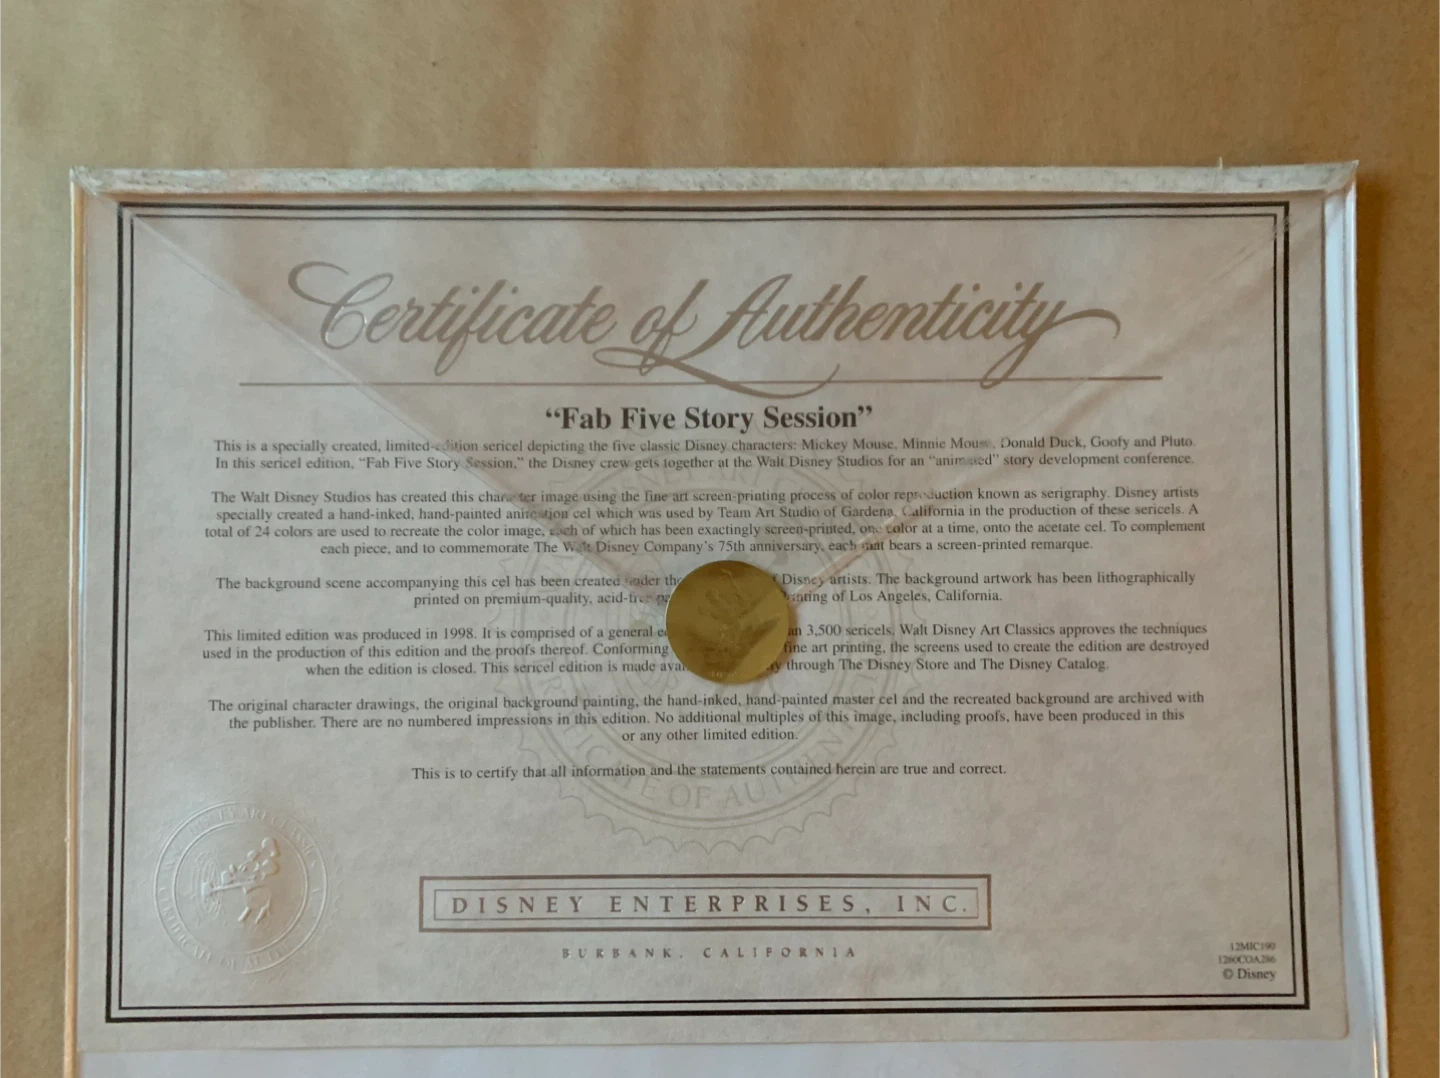 Certificate of Authenticity
“Fab Five Story Session”
This is a specially created, limited-edition sericel depicting the five classic Disney characters: Mickey Mouse, Minnie Mouse, Donald Duck, Goofy and Pluto.
In this sericel edition, “Fab Five Story Session,” the Disney crew gets together at the Walt Disney Studios for an “animated” story development conference.
The Walt Disney Studios has created this character image using the fine art screen-printing process of color reproduction known as serigraphy. Disney artists
specially created a hand-inked, hand-painted animation cel which was used by Team Art Studio of Gardena, California in the production of these sericels. A
total of 24 colors are used to recreate the color image, each of which has been exactingly screen-printed, one color at a time, onto the acetate cel. To complement
each piece, and to commemorate The Walt Disney Company’s 75th anniversary, each mat bears a screen-printed remarque.
The background scene accompanying this cel has been created under the Disney artists. The background artwork has been lithographically
printed on premium-quality, acid-free of Los Angeles, California.
This limited edition was produced in 1998. It is comprised of a general 3,500 sericels. Walt Disney Art Classics approves the techniques
used in the production of this edition and the proofs thereof. Conforming fine art printing, the screens used to create the edition are destroyed
when the edition is closed. This sericel edition is made through The Disney Store and The Disney Catalog.
The original character drawings, the original background painting, the hand-inked, hand-painted master cel and the recreated background are archived with
the publisher. There are no numbered impressions in this edition. No additional multiples of this image, including proofs, have been produced in this
or any other limited edition.
This is to certify that all information and the statements contained herein are true and correct.
DISNEY ENTERPRISES, INC.
BURBANK, CALIFORNIA
12MIC190
1260COA286
© Disney